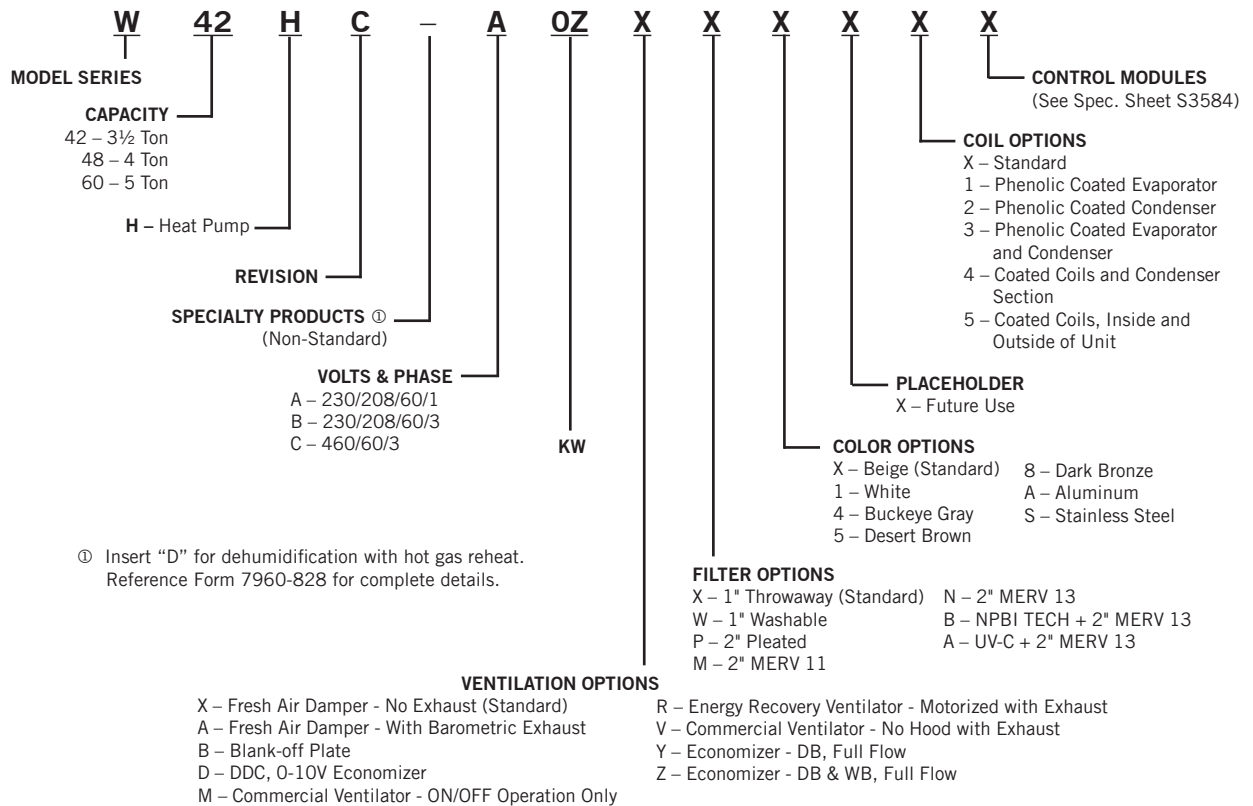 W 42 H C – A 0Z X X X X X X
MODEL SERIES
CAPACITY
42 – 3½ Ton
48 – 4 Ton
60 – 5 Ton
H – Heat Pump
REVISION
SPECIALTY PRODUCTS ①
(Non-Standard)
VOLTS & PHASE
A – 230/208/60/1
B – 230/208/60/3
C – 460/60/3
KW
CONTROL MODULES
(See Spec. Sheet S3584)
COIL OPTIONS
X – Standard
1 – Phenolic Coated Evaporator
2 – Phenolic Coated Condenser
3 – Phenolic Coated Evaporator
and Condenser
4 – Coated Coils and Condenser
Section
5 – Coated Coils, Inside and
Outside of Unit
PLACEHOLDER
X – Future Use
COLOR OPTIONS
X – Beige (Standard)
1 – White
4 – Buckeye Gray
5 – Desert Brown
8 – Dark Bronze
A – Aluminum
S – Stainless Steel
① Insert “D” for dehumidification with hot gas reheat.
Reference Form 7960-828 for complete details.
FILTER OPTIONS
X – 1" Throwaway (Standard)
W – 1" Washable
P – 2" Pleated
M – 2" MERV 11
N – 2" MERV 13
B – NPBI TECH + 2" MERV 13
A – UV-C + 2" MERV 13
VENTILATION OPTIONS
X – Fresh Air Damper - No Exhaust (Standard)
A – Fresh Air Damper - With Barometric Exhaust
B – Blank-off Plate
D – DDC, 0-10V Economizer
M – Commercial Ventilator - ON/OFF Operation Only
R – Energy Recovery Ventilator - Motorized with Exhaust
V – Commercial Ventilator - No Hood with Exhaust
Y – Economizer - DB, Full Flow
Z – Economizer - DB & WB, Full Flow